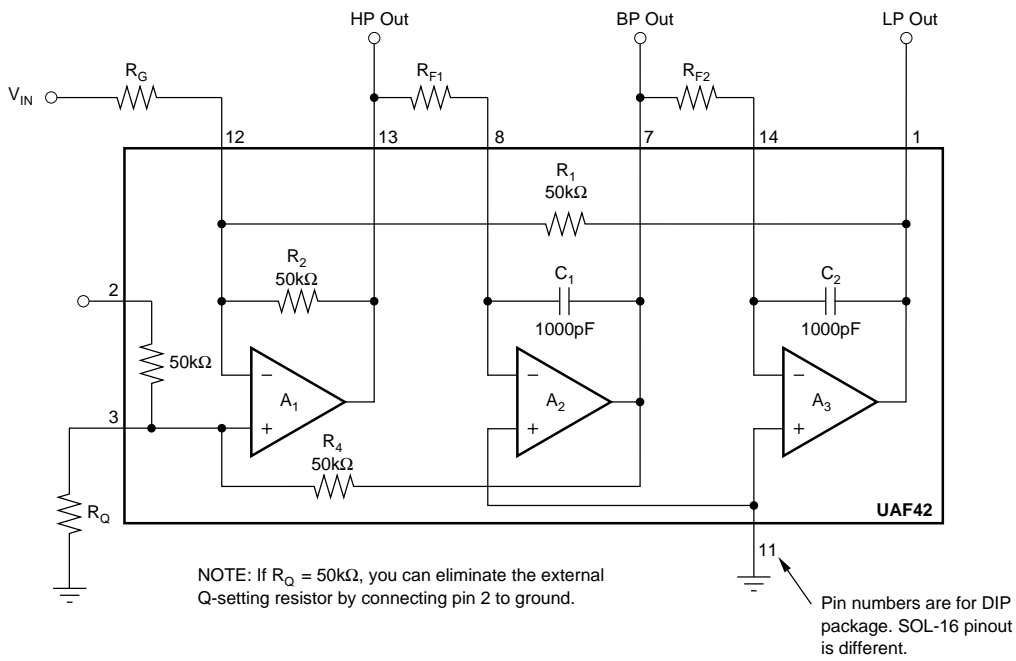 HP Out
BP Out
LP Out
V_IN
R_G
R_F1
R_F2
12
13
8
7
14
1
R_1
50kΩ
R_2
50kΩ
C_1
1000pF
C_2
1000pF
2
50kΩ
−
+
A_1
−
+
A_2
−
+
A_3
3
R_4
50kΩ
R_Q
UAF42
11
NOTE: If R_Q = 50kΩ, you can eliminate the external
Q-setting resistor by connecting pin 2 to ground.
Pin numbers are for DIP
package. SOL-16 pinout
is different.